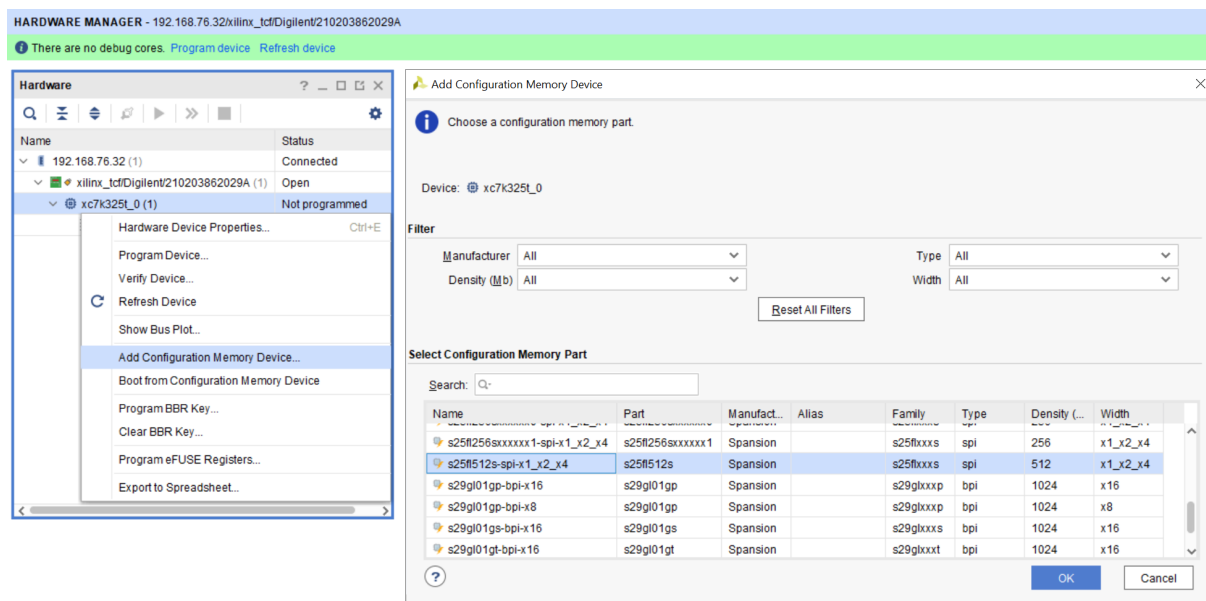 HARDWARE MANAGER - 192.168.76.32/xilinx_tcf/Digilent/210203862029A
There are no debug cores. Program device Refresh device
Hardware
Name Status
192.168.76.32 (1) Connected
xilinx_tcf/Digilent/210203862029A (1) Open
xc7k325t_0 (1) Not programmed
Hardware Device Properties... Ctrl+E
Program Device...
Verify Device...
Refresh Device
Show Bus Plot...
Add Configuration Memory Device...
Boot from Configuration Memory Device
Program BBR Key...
Clear BBR Key...
Program eFUSE Registers...
Export to Spreadsheet...
Add Configuration Memory Device
Choose a configuration memory part.
Device: xc7k325t_0
Filter
Manufacturer All Type All
Density (Mb) All Width All
Reset All Filters
Select Configuration Memory Part
Search:
Name Part Manufact... Alias Family Type Density (... Width
s25fl256sxxxxxx1-spi-x1_x2_x4 s25fl256sxxxxxx1 Spansion s25flxxxs spi 256 x1_x2_x4
s25fl512s-spi-x1_x2_x4 s25fl512s Spansion s25flxxxs spi 512 x1_x2_x4
s29gl01gp-bpi-x16 s29gl01gp Spansion s29glxxxp bpi 1024 x16
s29gl01gp-bpi-x8 s29gl01gp Spansion s29glxxxp bpi 1024 x8
s29gl01gs-bpi-x16 s29gl01gs Spansion s29glxxxs bpi 1024 x16
s29gl01gt-bpi-x16 s29gl01gt Spansion s29glxxxt bpi 1024 x16
OK Cancel